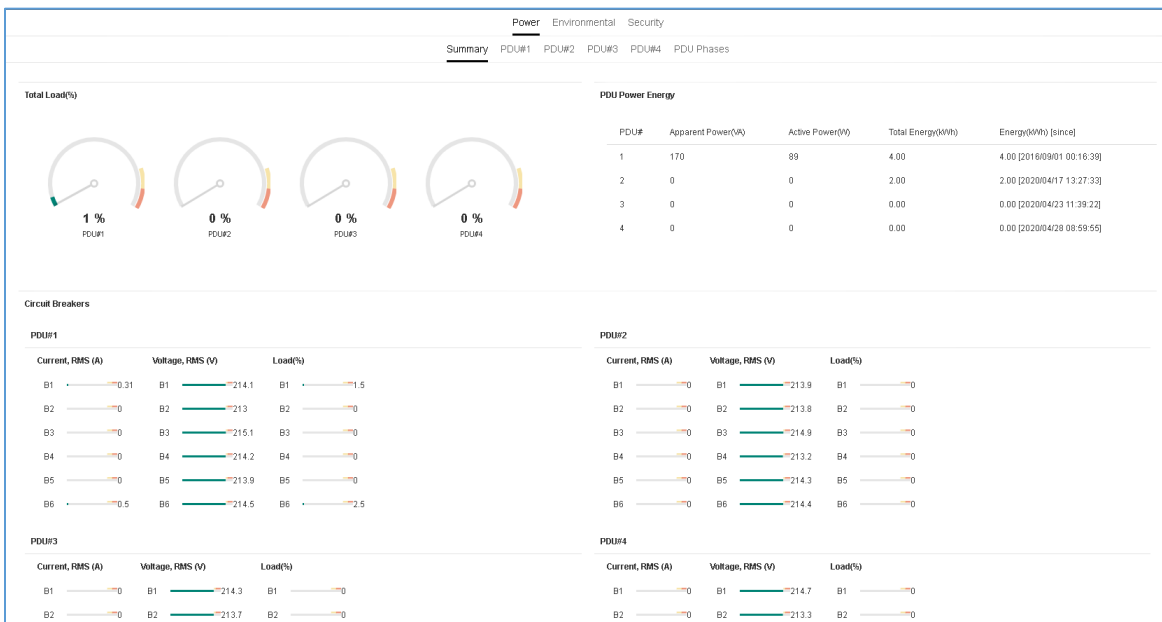 Power Environmental Security
Summary PDU#1 PDU#2 PDU#3 PDU#4 PDU Phases
Total Load(%)
1 % 0 % 0 % 0 %
PDU#1 PDU#2 PDU#3 PDU#4
PDU Power Energy
PDU# Apparent Power(VA) Active Power(W) Total Energy(kWh) Energy(kWh) [since]
1 170 89 4.00 4.00 [2016/09/01 00:16:39]
2 0 0 2.00 2.00 [2020/04/17 13:27:33]
3 0 0 0.00 0.00 [2020/04/23 11:39:22]
4 0 0 0.00 0.00 [2020/04/28 08:59:55]
Circuit Breakers
PDU#1
Current, RMS (A) Voltage, RMS (V) Load(%)
B1 0.31 B1 214.1 B1 1.5
B2 0 B2 213 B2 0
B3 0 B3 215.1 B3 0
B4 0 B4 214.2 B4 0
B5 0 B5 213.9 B5 0
B6 0.5 B6 214.5 B6 2.5
PDU#2
Current, RMS (A) Voltage, RMS (V) Load(%)
B1 0 B1 213.9 B1 0
B2 0 B2 213.8 B2 0
B3 0 B3 214.9 B3 0
B4 0 B4 213.2 B4 0
B5 0 B5 214.3 B5 0
B6 0 B6 214.4 B6 0
PDU#3
Current, RMS (A) Voltage, RMS (V) Load(%)
B1 0 B1 214.3 B1 0
B2 0 B2 213.7 B2 0
PDU#4
Current, RMS (A) Voltage, RMS (V) Load(%)
B1 0 B1 214.7 B1 0
B2 0 B2 213.3 B2 0